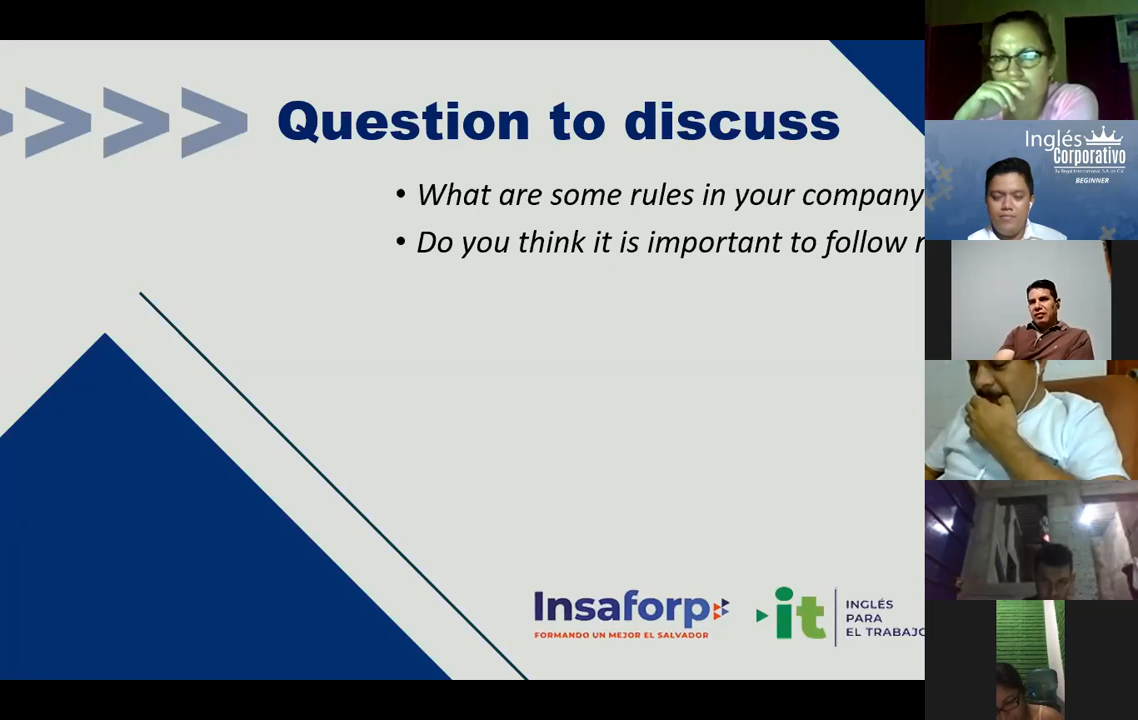 Question to discuss
• What are some rules in your company
• Do you think it is important to follow
Insaforp
FORMANDO UN MEJOR EL SALVADOR
it
INGLÉS
PARA
EL TRABAJO
Inglés
Corporativo
BEGINNER